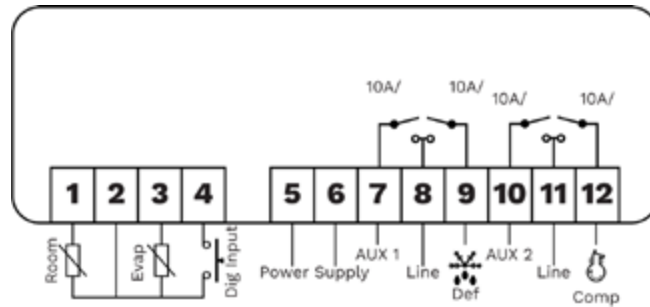 10A/ 10A/ 10A/ 10A/
1 2 3 4 5 6 7 8 9 10 11 12
Room Evap Dig Input Power Supply AUX 1 Line Def AUX 2 Line Comp